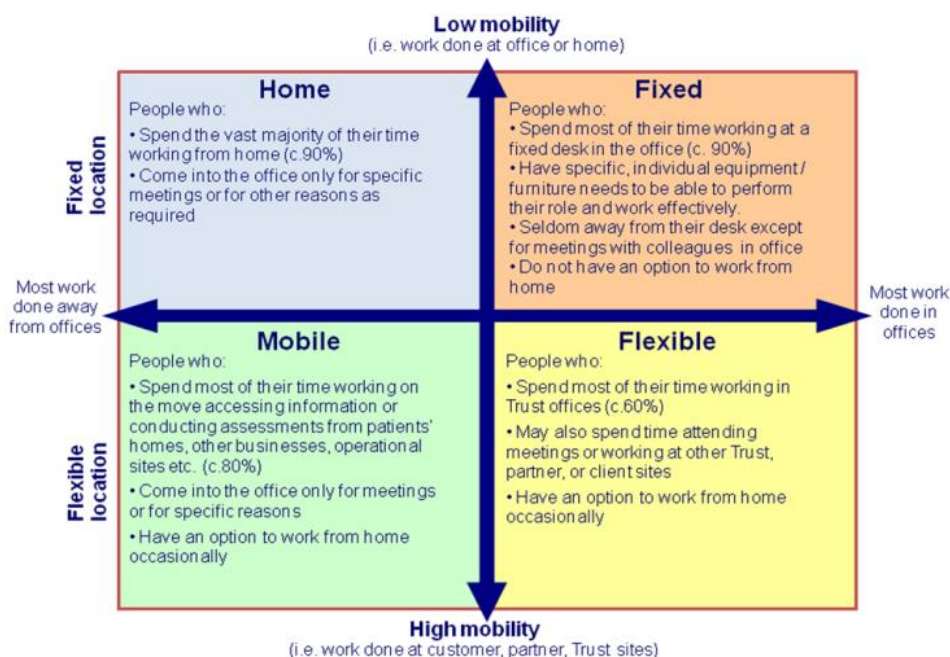 Low mobility
(i.e. work done at office or home)
Fixed
location
Home
People who:
• Spend the vast majority of their time
working from home (c.90%)
• Come into the office only for specific
meetings or for other reasons as
required
Fixed
People who:
• Spend most of their time working at a
fixed desk in the office (c. 90%)
• Have specific, individual equipment/
furniture needs to be able to perform
their role and work effectively.
• Seldom away from their desk except
for meetings with colleagues in office
• Do not have an option to work from
home
Most work
done away
from offices
Most work
done in
offices
Flexible
location
Mobile
People who:
• Spend most of their time working on
the move accessing information or
conducting assessments from patients'
homes, other businesses, operational
sites etc. (c.80%)
• Come into the office only for meetings
or for specific reasons
• Have an option to work from home
occasionally
Flexible
People who:
• Spend most of their time working in
Trust offices (c.60%)
• May also spend time attending
meetings or working at other Trust,
partner, or client sites
• Have an option to work from home
occasionally
High mobility
(i.e. work done at customer, partner, Trust sites)